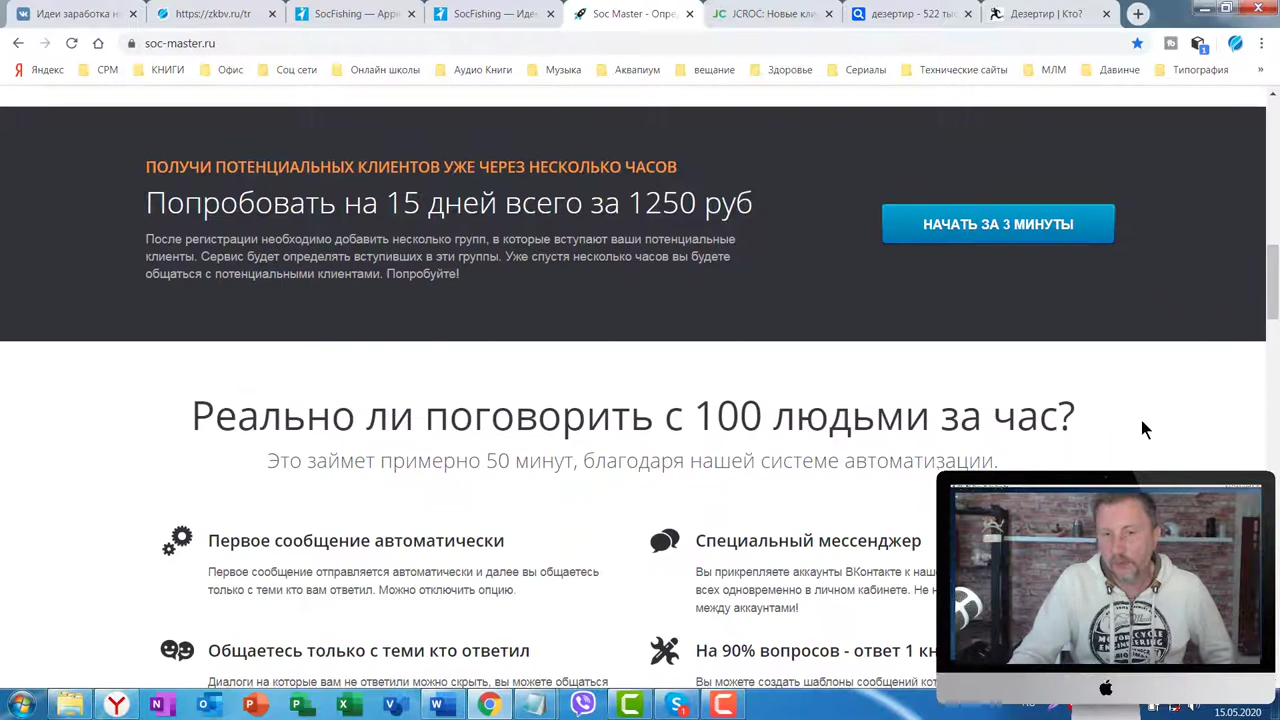 Идеи заработка н
https://zkbv.ru/tr
SocFishing — Appr
SocFishing — Иде
Soc Master - Опре
JCROC: Новые кли
дезертир - 522 ты
Дезертир | Кто?
soc-master.ru
Яндекс
СРМ
КНИГИ
Офис
Соц сети
Онлайн школы
Аудио Книги
Музыка
Аквапиум
вещание
Здоровье
Сериалы
Технические сайты
МЛМ
Давинче
Типография
»
ПОЛУЧИ ПОТЕНЦИАЛЬНЫХ КЛИЕНТОВ УЖЕ ЧЕРЕЗ НЕСКОЛЬКО ЧАСОВ
Попробовать на 15 дней всего за 1250 руб
После регистрации необходимо добавить несколько групп, в которые вступают ваши потенциальные
клиенты. Сервис будет определять вступивших в эти группы. Уже спустя несколько часов вы будете
общаться с потенциальными клиентами. Попробуйте!
НАЧАТЬ ЗА 3 МИНУТЫ
Реально ли поговорить с 100 людьми за час?
Это займет примерно 50 минут, благодаря нашей системе автоматизации.
Первое сообщение автоматически
Первое сообщение отправляется автоматически и далее вы общаетесь
только с теми кто вам ответил. Можно отключить опцию.
Специальный мессенджер
Вы прикрепляете аккаунты ВКонтакте к наше
всех одновременно в личном кабинете. Не н
между аккаунтами!
Общаетесь только с теми кто ответил
Диалоги на которые вам не ответили можно скрыть, вы можете общаться
На 90% вопросов - ответ 1 кн
Вы можете создать шаблоны сообщений кот
MOTORCYCLE
ENGINEERING
15.05.2020